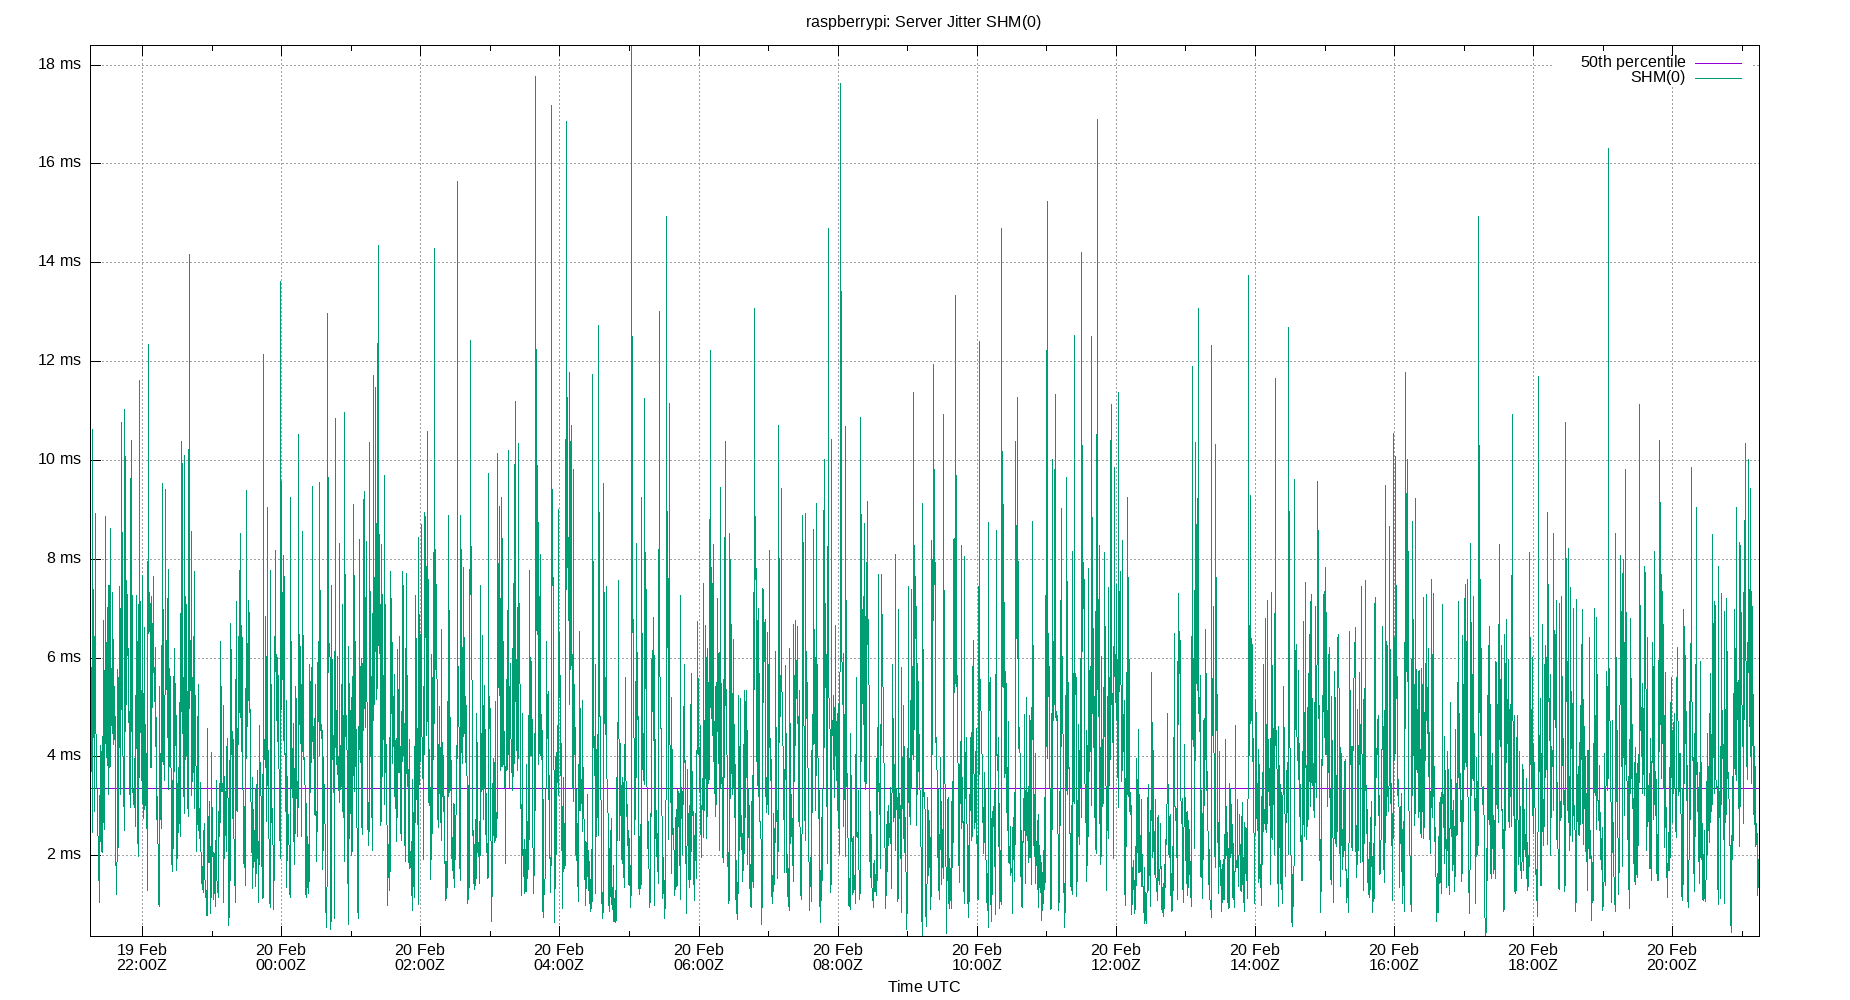 raspberrypi: Server Jitter SHM(0)
50th percentile
SHM(0)
18 ms
16 ms
14 ms
12 ms
10 ms
8 ms
6 ms
4 ms
2 ms
19 Feb 20 Feb 20 Feb 20 Feb 20 Feb 20 Feb 20 Feb 20 Feb 20 Feb 20 Feb 20 Feb 20 Feb
22:00Z 00:00Z 02:00Z 04:00Z 06:00Z 08:00Z 10:00Z 12:00Z 14:00Z 16:00Z 18:00Z 20:00Z
Time UTC